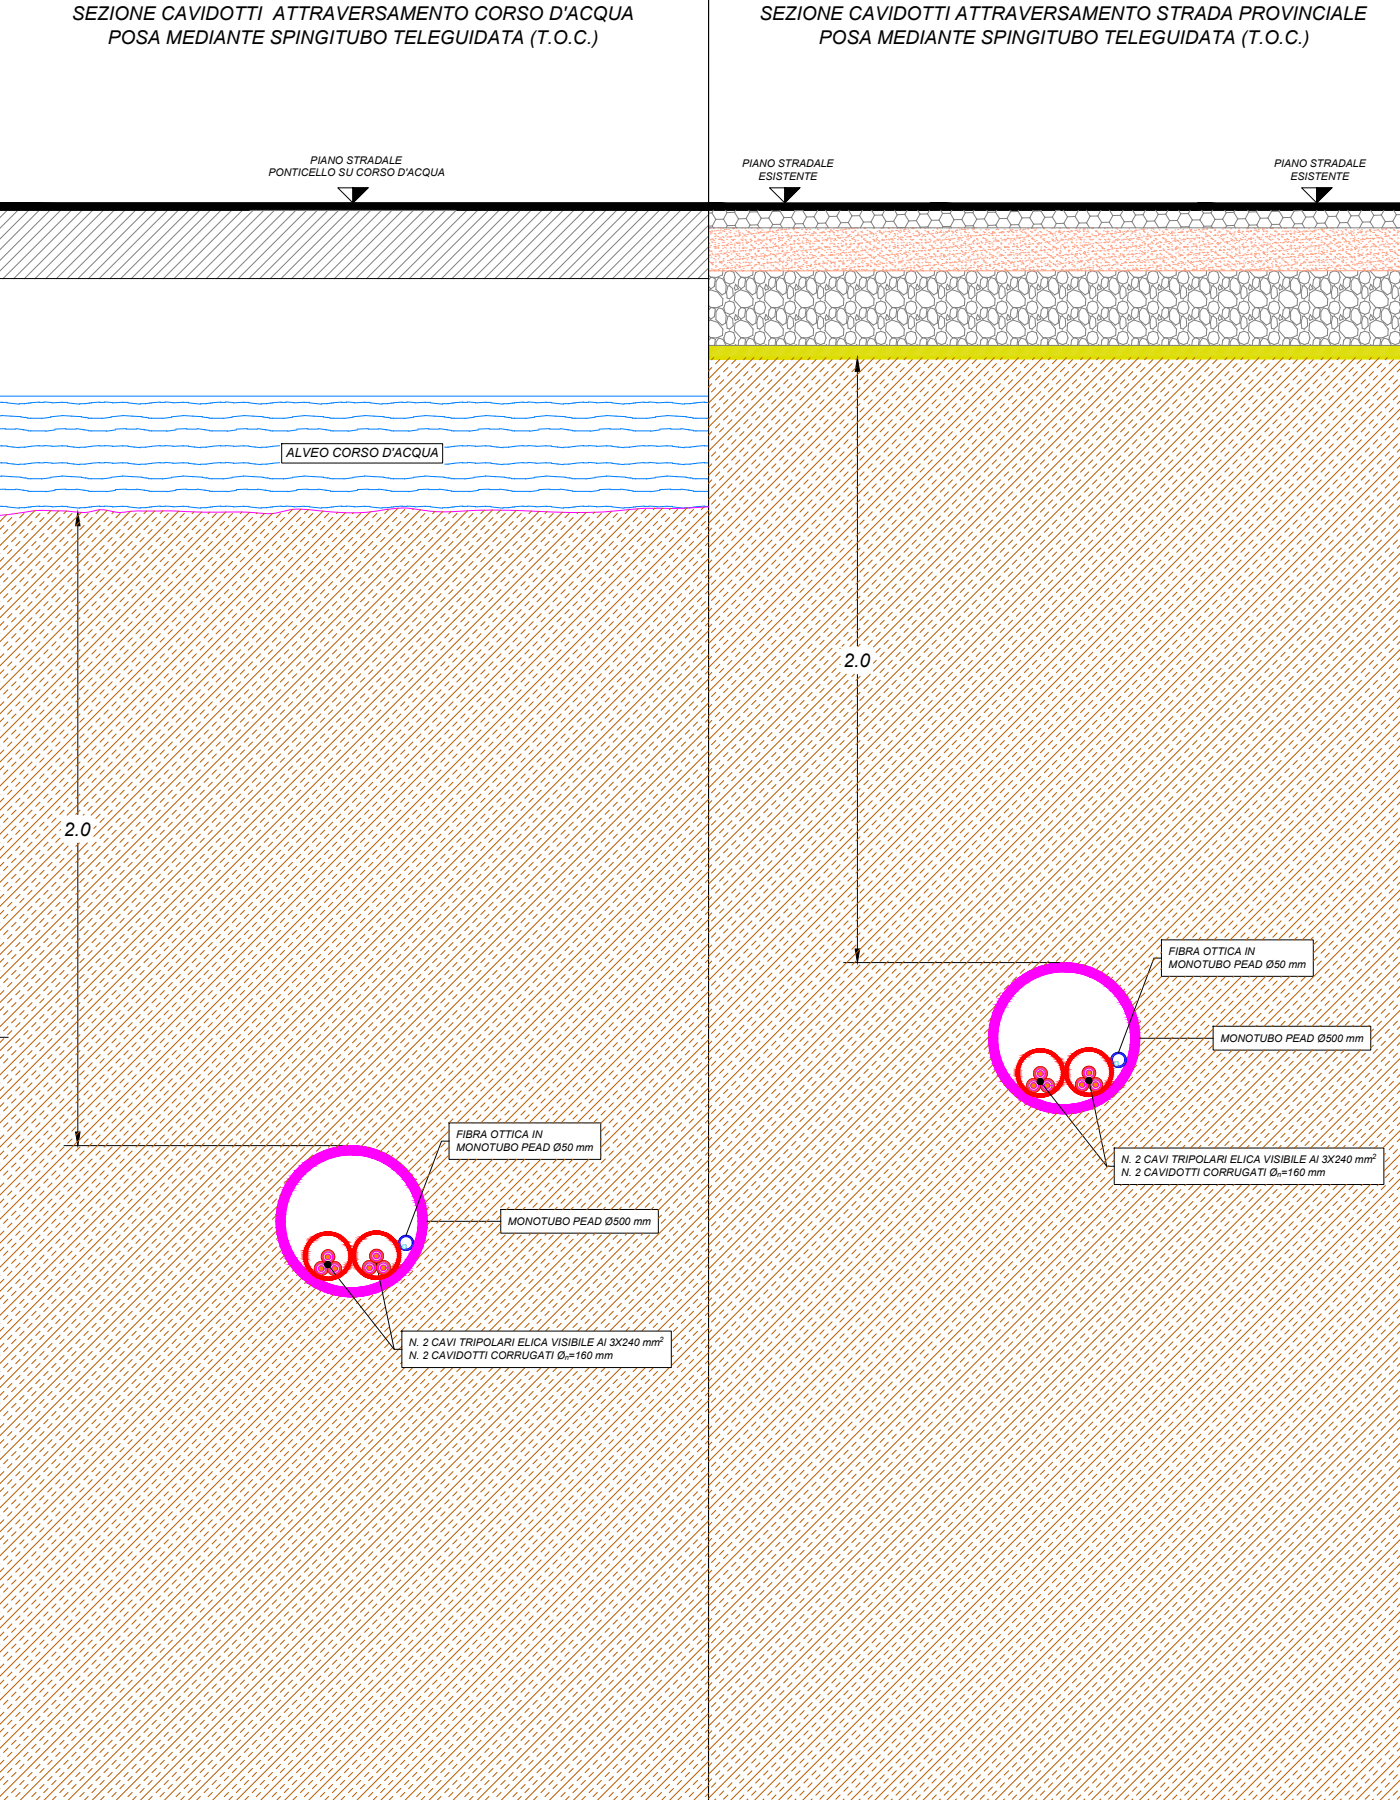 SEZIONE CAVIDOTTI ATTRAVERSAMENTO CORSO D'ACQUA
POSA MEDIANTE SPINGITUBO TELEGUIDATA (T.O.C.)
PIANO STRADALE
PONTICELLO SU CORSO D'ACQUA
ALVEO CORSO D'ACQUA
2.0
FIBRA OTTICA IN
MONOTUBO PEAD Ø50 mm
MONOTUBO PEAD Ø500 mm
N. 2 CAVI TRIPOLARI ELICA VISIBILE Al 3X240 mm²
N. 2 CAVIDOTTI CORRUGATI Øₙ=160 mm
SEZIONE CAVIDOTTI ATTRAVERSAMENTO STRADA PROVINCIALE
POSA MEDIANTE SPINGITUBO TELEGUIDATA (T.O.C.)
PIANO STRADALE
ESISTENTE
PIANO STRADALE
ESISTENTE
2.0
FIBRA OTTICA IN
MONOTUBO PEAD Ø50 mm
MONOTUBO PEAD Ø500 mm
N. 2 CAVI TRIPOLARI ELICA VISIBILE Al 3X240 mm²
N. 2 CAVIDOTTI CORRUGATI Øₙ=160 mm